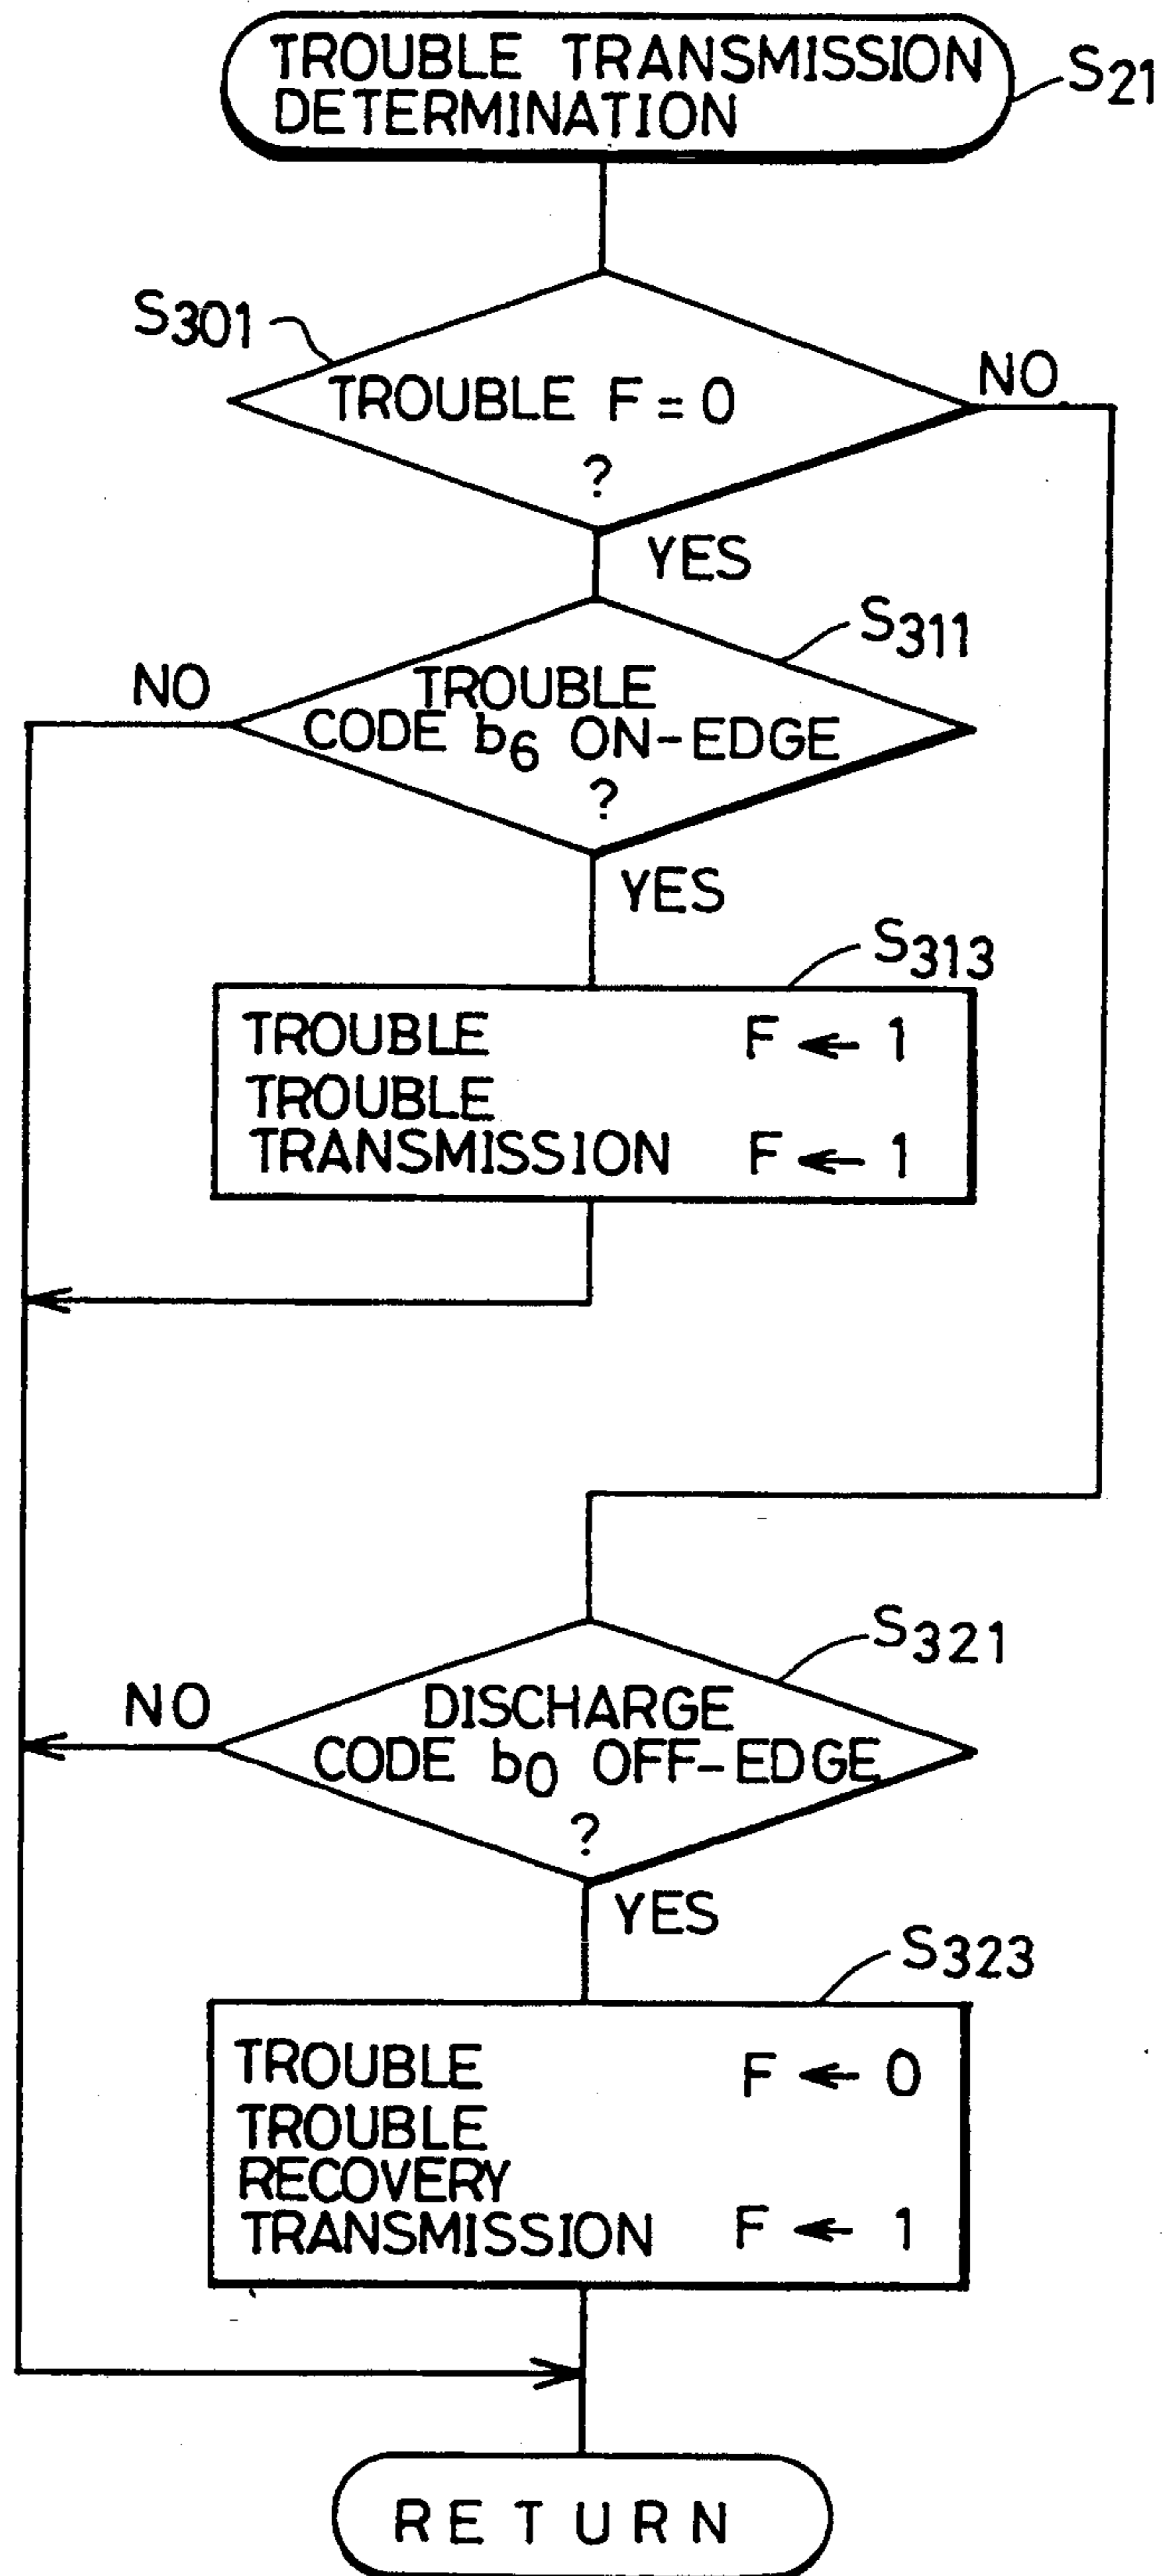 TROUBLE TRANSMISSION
DETERMINATION
S21
S301
TROUBLE F = 0
?
NO
YES
S311
NO
TROUBLE
CODE b6 ON-EDGE
?
YES
S313
TROUBLE F ← 1
TROUBLE
TRANSMISSION F ← 1
S321
NO
DISCHARGE
CODE b0 OFF-EDGE
?
YES
S323
TROUBLE F ← 0
TROUBLE
RECOVERY
TRANSMISSION F ← 1
RETURN